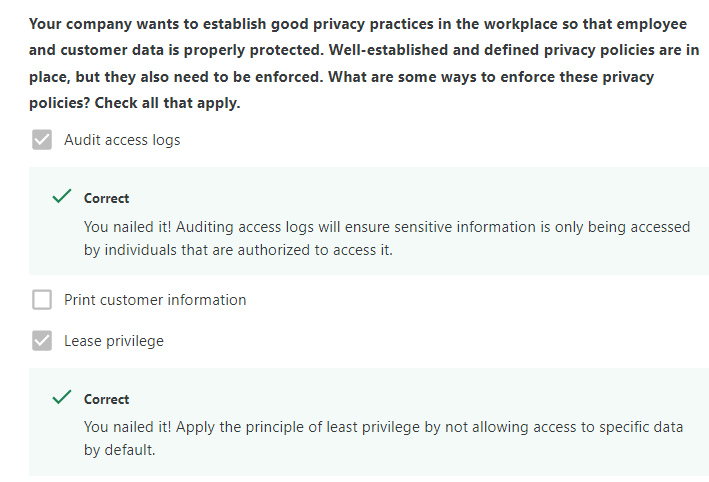 Your company wants to establish good privacy practices in the workplace so that employee
and customer data is properly protected. Well-established and defined privacy policies are in
place, but they also need to be enforced. What are some ways to enforce these privacy
policies? Check all that apply.
Audit access logs
Correct
You nailed it! Auditing access logs will ensure sensitive information is only being accessed
by individuals that are authorized to access it.
Print customer information
Lease privilege
Correct
You nailed it! Apply the principle of least privilege by not allowing access to specific data
by default.